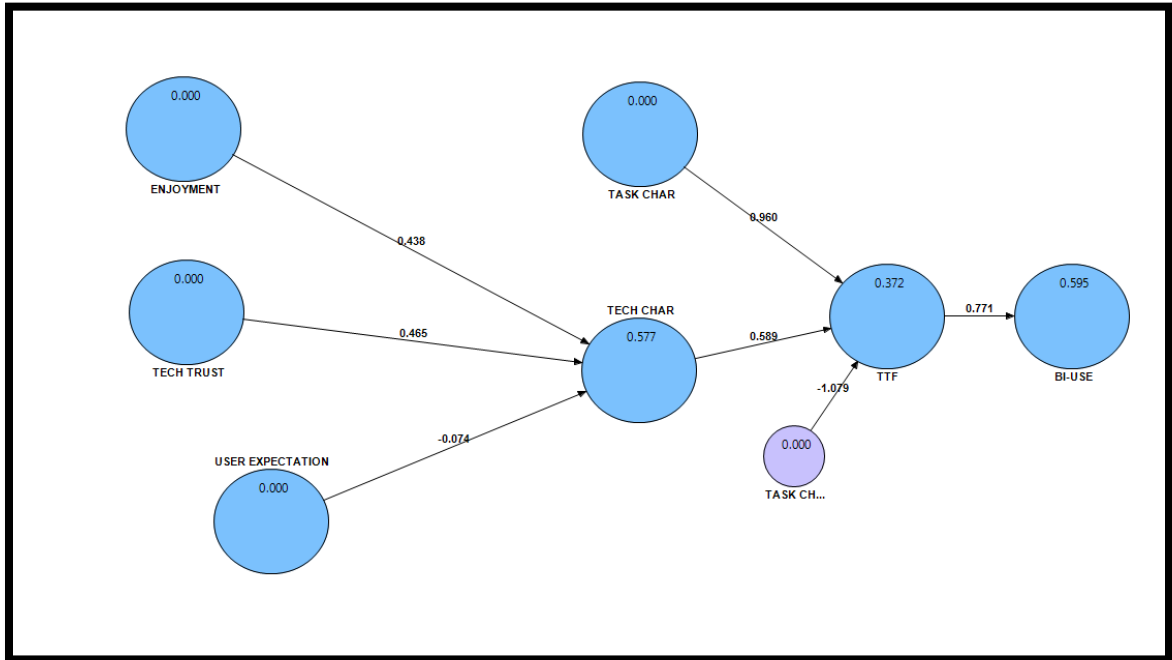 0.000
ENJOYMENT
0.438
0.000
TECH TRUST
0.465
USER EXPECTATION
0.000
-0.074
0.000
TASK CHAR
0.960
TECH CHAR
0.577
0.589
0.000
TASK CH...
-1.079
0.372
TTF
0.771
0.595
BI-USE